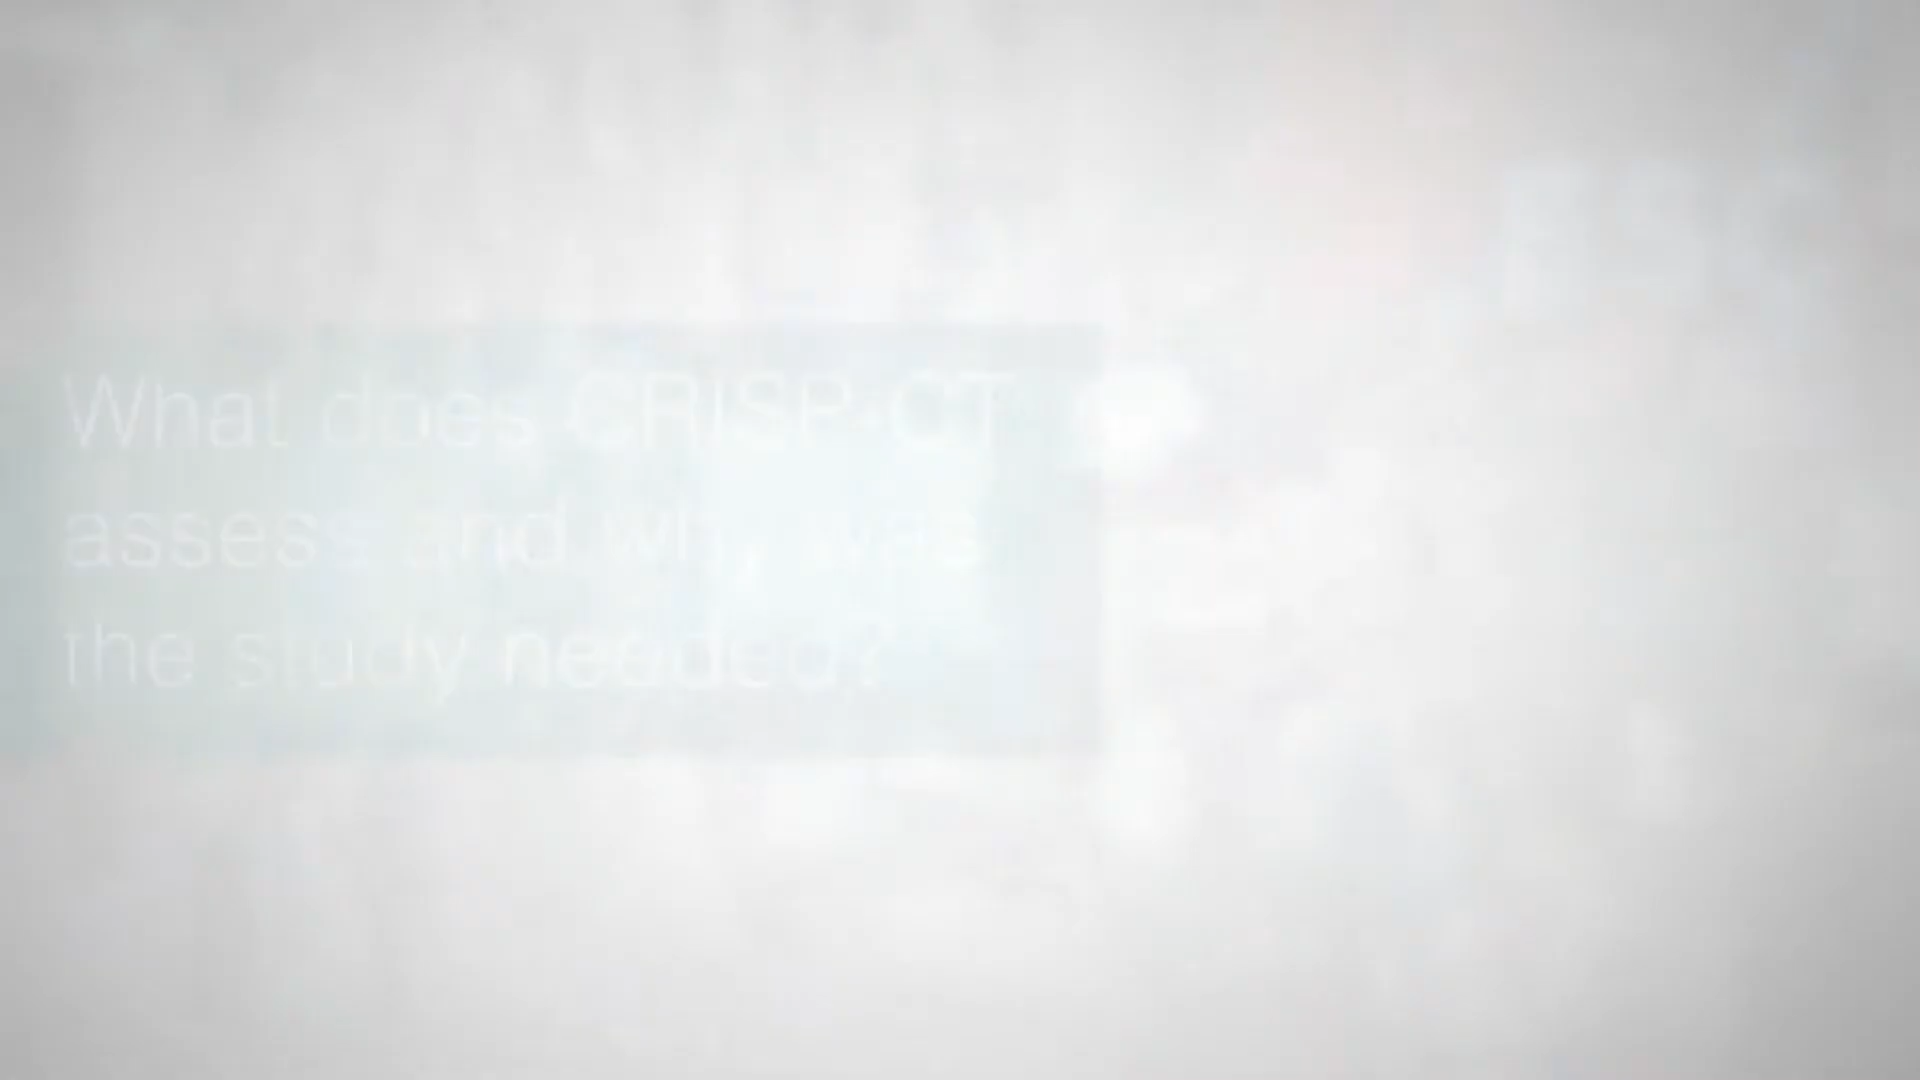 What does CRISP-CT
assess and why was
the study needed?